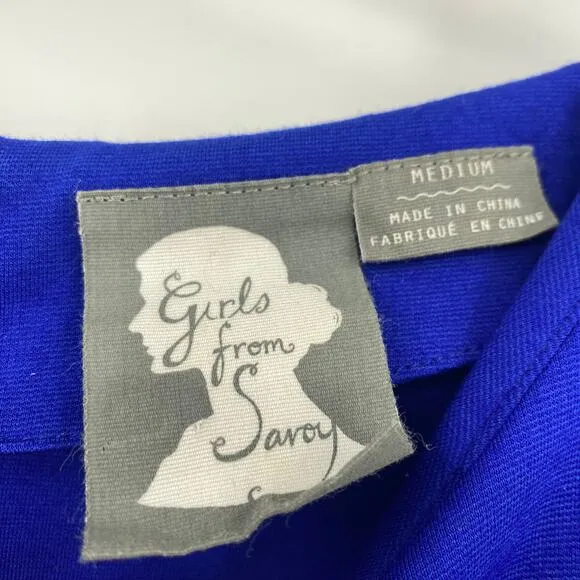 Girls
from
Savoy
MEDIUM
MADE IN CHINA
FABRIQUÉ EN CHINE